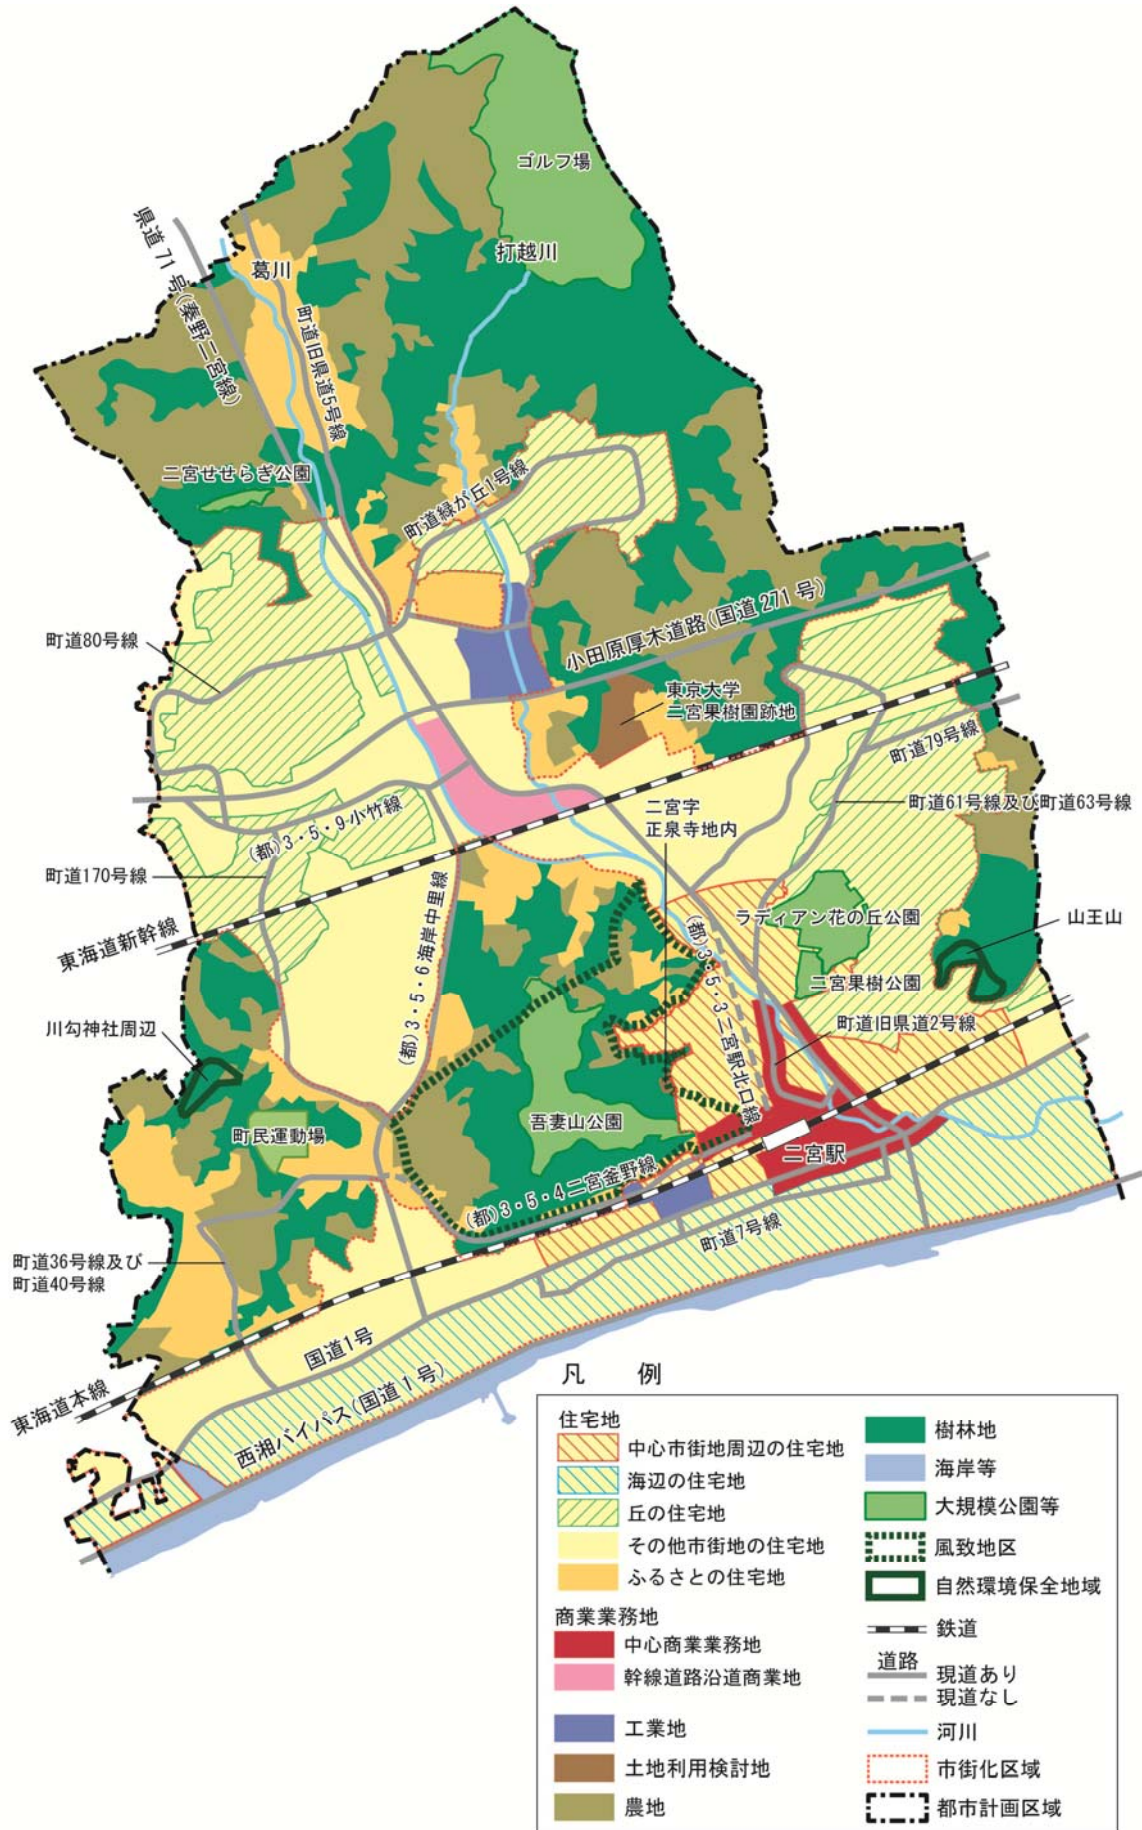 ゴルフ場
打越川
葛川
県道71号(秦野二宮線)
町道旧県道5号線
二宮せせらぎ公園
町道緑が丘1号線
小田原厚木道路(国道271号)
町道80号線
東京大学
二宮果樹園跡地
町道79号線
二宮字
正泉寺地内
町道61号線及び町道63号線
(都)3・5・9小竹線
町道170号線
東海道新幹線
(都)3・5・6海岸中里線
(都)3・5・3二宮駅北口線
ラディアン花の丘公園
山王山
二宮果樹公園
川勾神社周辺
町道旧県道2号線
町民運動場
吾妻山公園
二宮駅
(都)3・5・4二宮釜野線
町道7号線
町道36号線及び
町道40号線
国道1号
東海道本線
西湘バイパス(国道1号)
凡 例
住宅地
中心市街地周辺の住宅地
海辺の住宅地
丘の住宅地
その他市街地の住宅地
ふるさとの住宅地
商業業務地
中心商業業務地
幹線道路沿道商業地
工業地
土地利用検討地
農地
樹林地
海岸等
大規模公園等
風致地区
自然環境保全地域
鉄道
道路
現道あり
現道なし
河川
市街化区域
都市計画区域